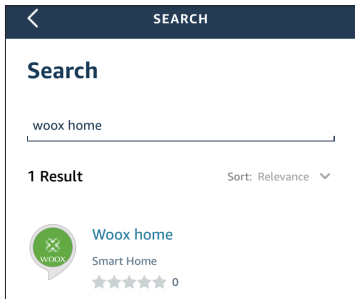 SEARCH
Search
woox home
1 Result
Sort: Relevance
Woox home
WOOX
Smart Home
0